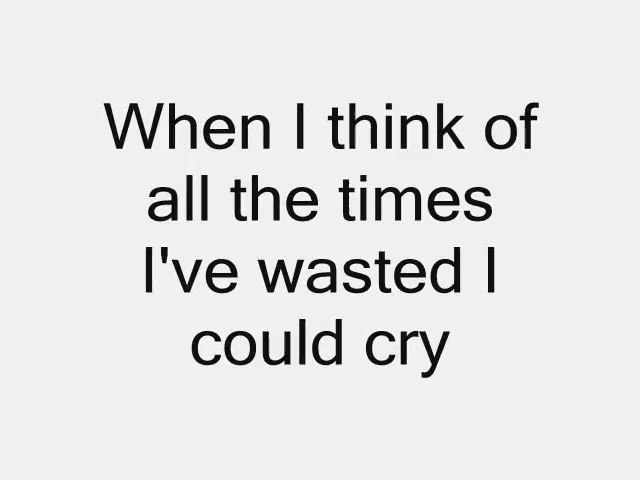 When I think of
all the times
I've wasted I
could cry